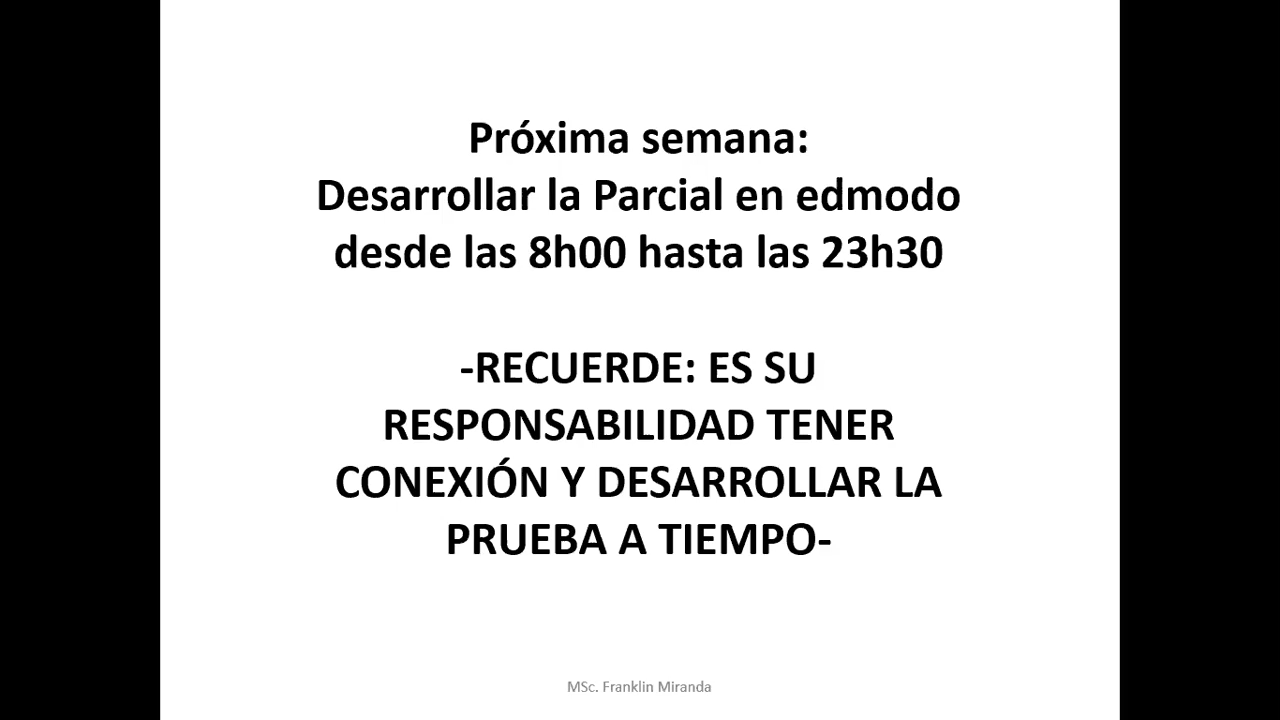 Próxima semana:
Desarrollar la Parcial en edmodo
desde las 8h00 hasta las 23h30
-RECUERDE: ES SU
RESPONSABILIDAD TENER
CONEXIÓN Y DESARROLLAR LA
PRUEBA A TIEMPO-
MSc. Franklin Miranda